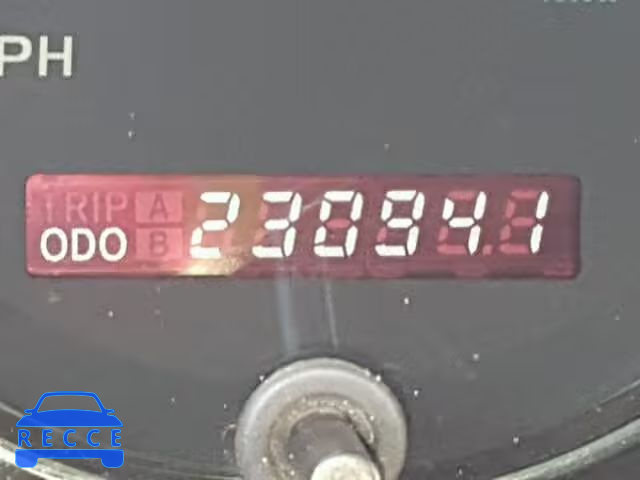 PH
TRIP A
ODO B 230941
RECCE